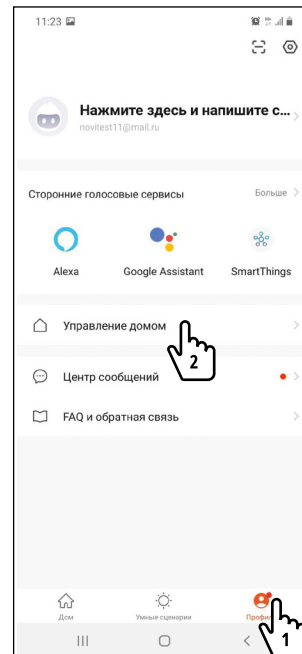 11:23
Нажмите здесь и напишите с...
novitest11@mail.ru
Сторонние голосовые сервисы
Больше
Alexa
Google Assistant
SmartThings
Управление домом
2
Центр сообщений
FAQ и обратная связь
Дом
Умные сценарии
1